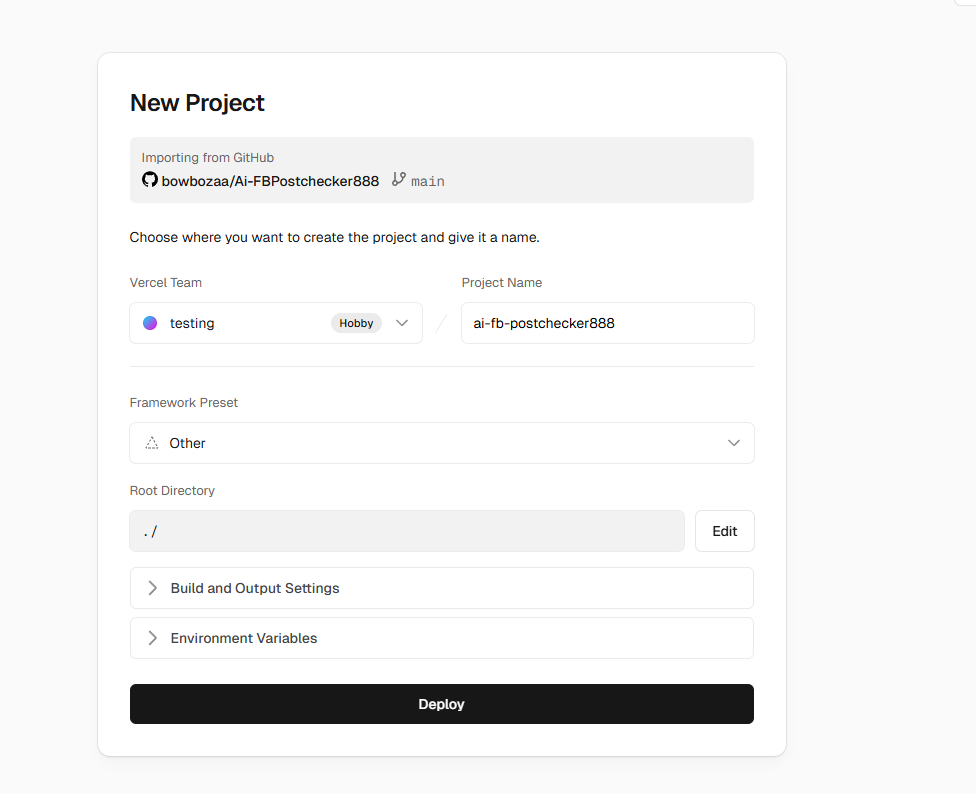 New Project
Importing from GitHub
bowbozaa/Ai-FBPostchecker888 main
Choose where you want to create the project and give it a name.
Vercel Team
Project Name
testing Hobby
/
ai-fb-postchecker888
Framework Preset
Other
Root Directory
./
Edit
Build and Output Settings
Environment Variables
Deploy